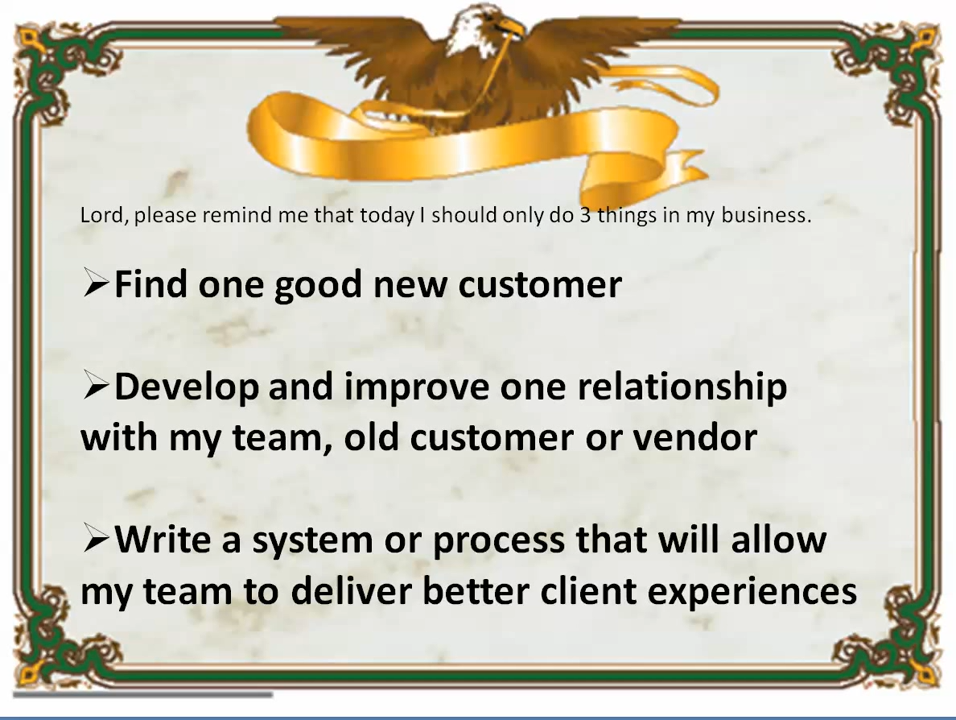 Lord, please remind me that today I should only do 3 things in my business.
➢Find one good new customer
➢Develop and improve one relationship
with my team, old customer or vendor
➢Write a system or process that will allow
my team to deliver better client experiences